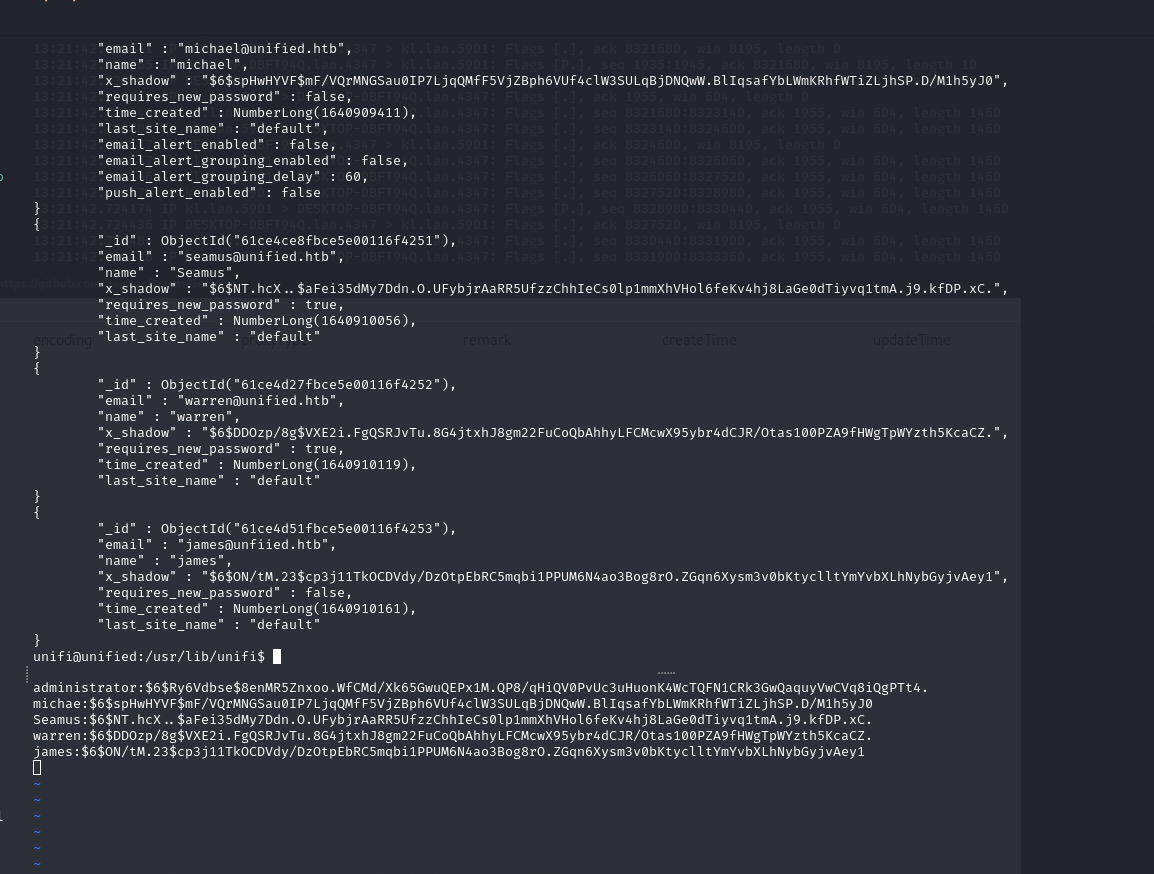 "email" : "michael@unified.htb",
"name" : "michael",
"x_shadow" : "$6$spHwHYVF$mF/VQrMNGSau0IP7LjqQMfF5VjZBph6VUf4clW3SULqBjDNQwW.BlIqsafYbLWmKRhfWTiZLjhSP.D/M1h5yJ0",
"requires_new_password" : false,
"time_created" : NumberLong(1640909411),
"last_site_name" : "default",
"email_alert_enabled" : false,
"email_alert_grouping_enabled" : false,
"email_alert_grouping_delay" : 60,
"push_alert_enabled" : false
}
{
"_id" : ObjectId("61ce4ce8fbce5e00116f4251"),
"email" : "seamus@unified.htb",
"name" : "Seamus",
"x_shadow" : "$6$NT.hcX..$aFei35dMy7Ddn.O.UFybjrAaRR5UfzzChhIeCs0lp1mmXhVHol6feKv4hj8LaGe0dTiyvq1tmA.j9.kfDP.xC.",
"requires_new_password" : true,
"time_created" : NumberLong(1640910056),
"last_site_name" : "default"
encoding remark createTime updateTime
}
{
"_id" : ObjectId("61ce4d27fbce5e00116f4252"),
"email" : "warren@unified.htb",
"name" : "warren",
"x_shadow" : "$6$DDOzp/8g$VXE2i.FgQSRJvTu.8G4jtxhJ8gm22FuCoQbAhhyLFCMcwX95ybr4dCJR/Otas100PZA9fHWgTpWYzth5KcaCZ.",
"requires_new_password" : true,
"time_created" : NumberLong(1640910119),
"last_site_name" : "default"
}
{
"_id" : ObjectId("61ce4d51fbce5e00116f4253"),
"email" : "james@unfiied.htb",
"name" : "james",
"x_shadow" : "$6$ON/tM.23$cp3j11TkOCDVdy/DzOtpEbRC5mqbi1PPUM6N4ao3Bog8rO.ZGqn6Xysm3v0bKtyclltYmYvbXLhNybGyjvAey1",
"requires_new_password" : false,
"time_created" : NumberLong(1640910161),
"last_site_name" : "default"
}
unifi@unified:/usr/lib/unifi$
administrator:$6$Ry6Vdbse$8enMR5Znxoo.WfCMd/Xk65GwuQEPx1M.QP8/qHiQV0PvUc3uHuonK4WcTQFN1CRk3GwQaquyVwCVq8iQgPTt4.
michae:$6$spHwHYVF$mF/VQrMNGSau0IP7LjqQMfF5VjZBph6VUf4clW3SULqBjDNQwW.BlIqsafYbLWmKRhfWTiZLjhSP.D/M1h5yJ0
Seamus:$6$NT.hcX..$aFei35dMy7Ddn.O.UFybjrAaRR5UfzzChhIeCs0lp1mmXhVHol6feKv4hj8LaGe0dTiyvq1tmA.j9.kfDP.xC.
warren:$6$DDOzp/8g$VXE2i.FgQSRJvTu.8G4jtxhJ8gm22FuCoQbAhhyLFCMcwX95ybr4dCJR/Otas100PZA9fHWgTpWYzth5KcaCZ.
james:$6$ON/tM.23$cp3j11TkOCDVdy/DzOtpEbRC5mqbi1PPUM6N4ao3Bog8rO.ZGqn6Xysm3v0bKtyclltYmYvbXLhNybGyjvAey1
~
~
~
~
~
~